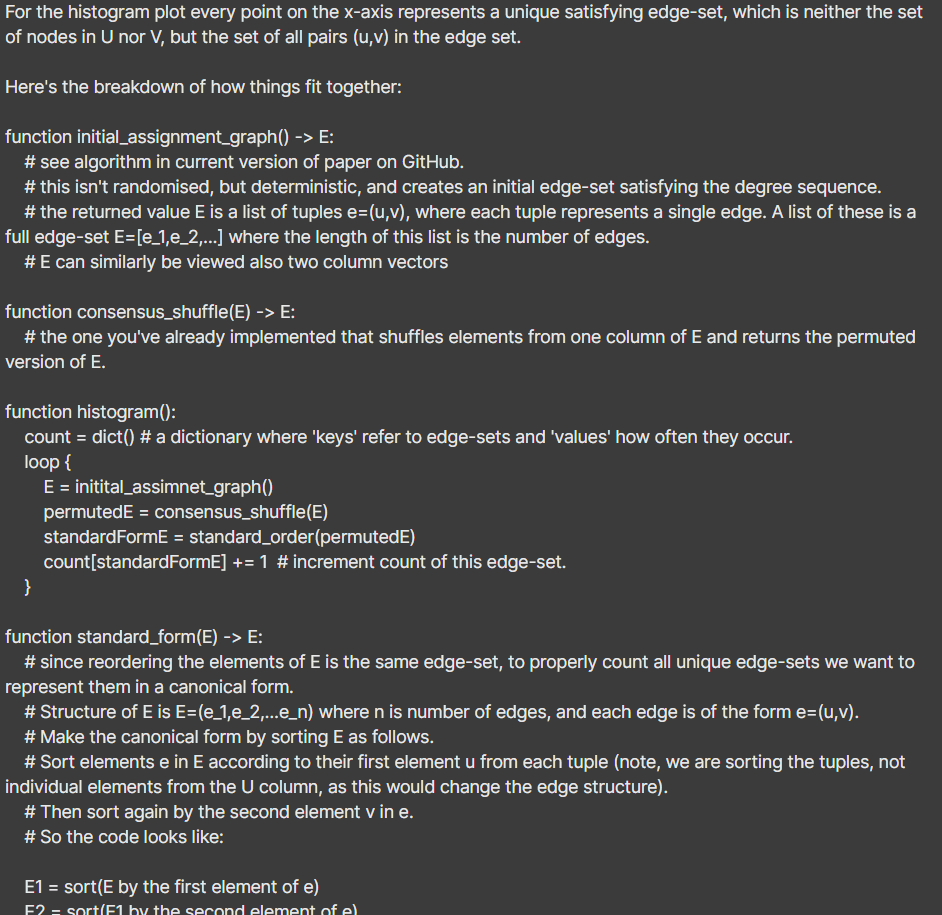 For the histogram plot every point on the x-axis represents a unique satisfying edge-set, which is neither the set
of nodes in U nor V, but the set of all pairs (u,v) in the edge set.
Here's the breakdown of how things fit together:
function initial_assignment_graph() -> E:
# see algorithm in current version of paper on GitHub.
# this isn't randomised, but deterministic, and creates an initial edge-set satisfying the degree sequence.
# the returned value E is a list of tuples e=(u,v), where each tuple represents a single edge. A list of these is a
full edge-set E=[e_1,e_2,...] where the length of this list is the number of edges.
# E can similarly be viewed also two column vectors
function consensus_shuffle(E) -> E:
# the one you've already implemented that shuffles elements from one column of E and returns the permuted
version of E.
function histogram():
count = dict() # a dictionary where 'keys' refer to edge-sets and 'values' how often they occur.
loop {
E = initital_assimnet_graph()
permutedE = consensus_shuffle(E)
standardFormE = standard_order(permutedE)
count[standardFormE] += 1 # increment count of this edge-set.
}
function standard_form(E) -> E:
# since reordering the elements of E is the same edge-set, to properly count all unique edge-sets we want to
represent them in a canonical form.
# Structure of E is E=(e_1,e_2,...e_n) where n is number of edges, and each edge is of the form e=(u,v).
# Make the canonical form by sorting E as follows.
# Sort elements e in E according to their first element u from each tuple (note, we are sorting the tuples, not
individual elements from the U column, as this would change the edge structure).
# Then sort again by the second element v in e.
# So the code looks like:
E1 = sort(E by the first element of e)
E2 = sort(E1 by the second element of e)